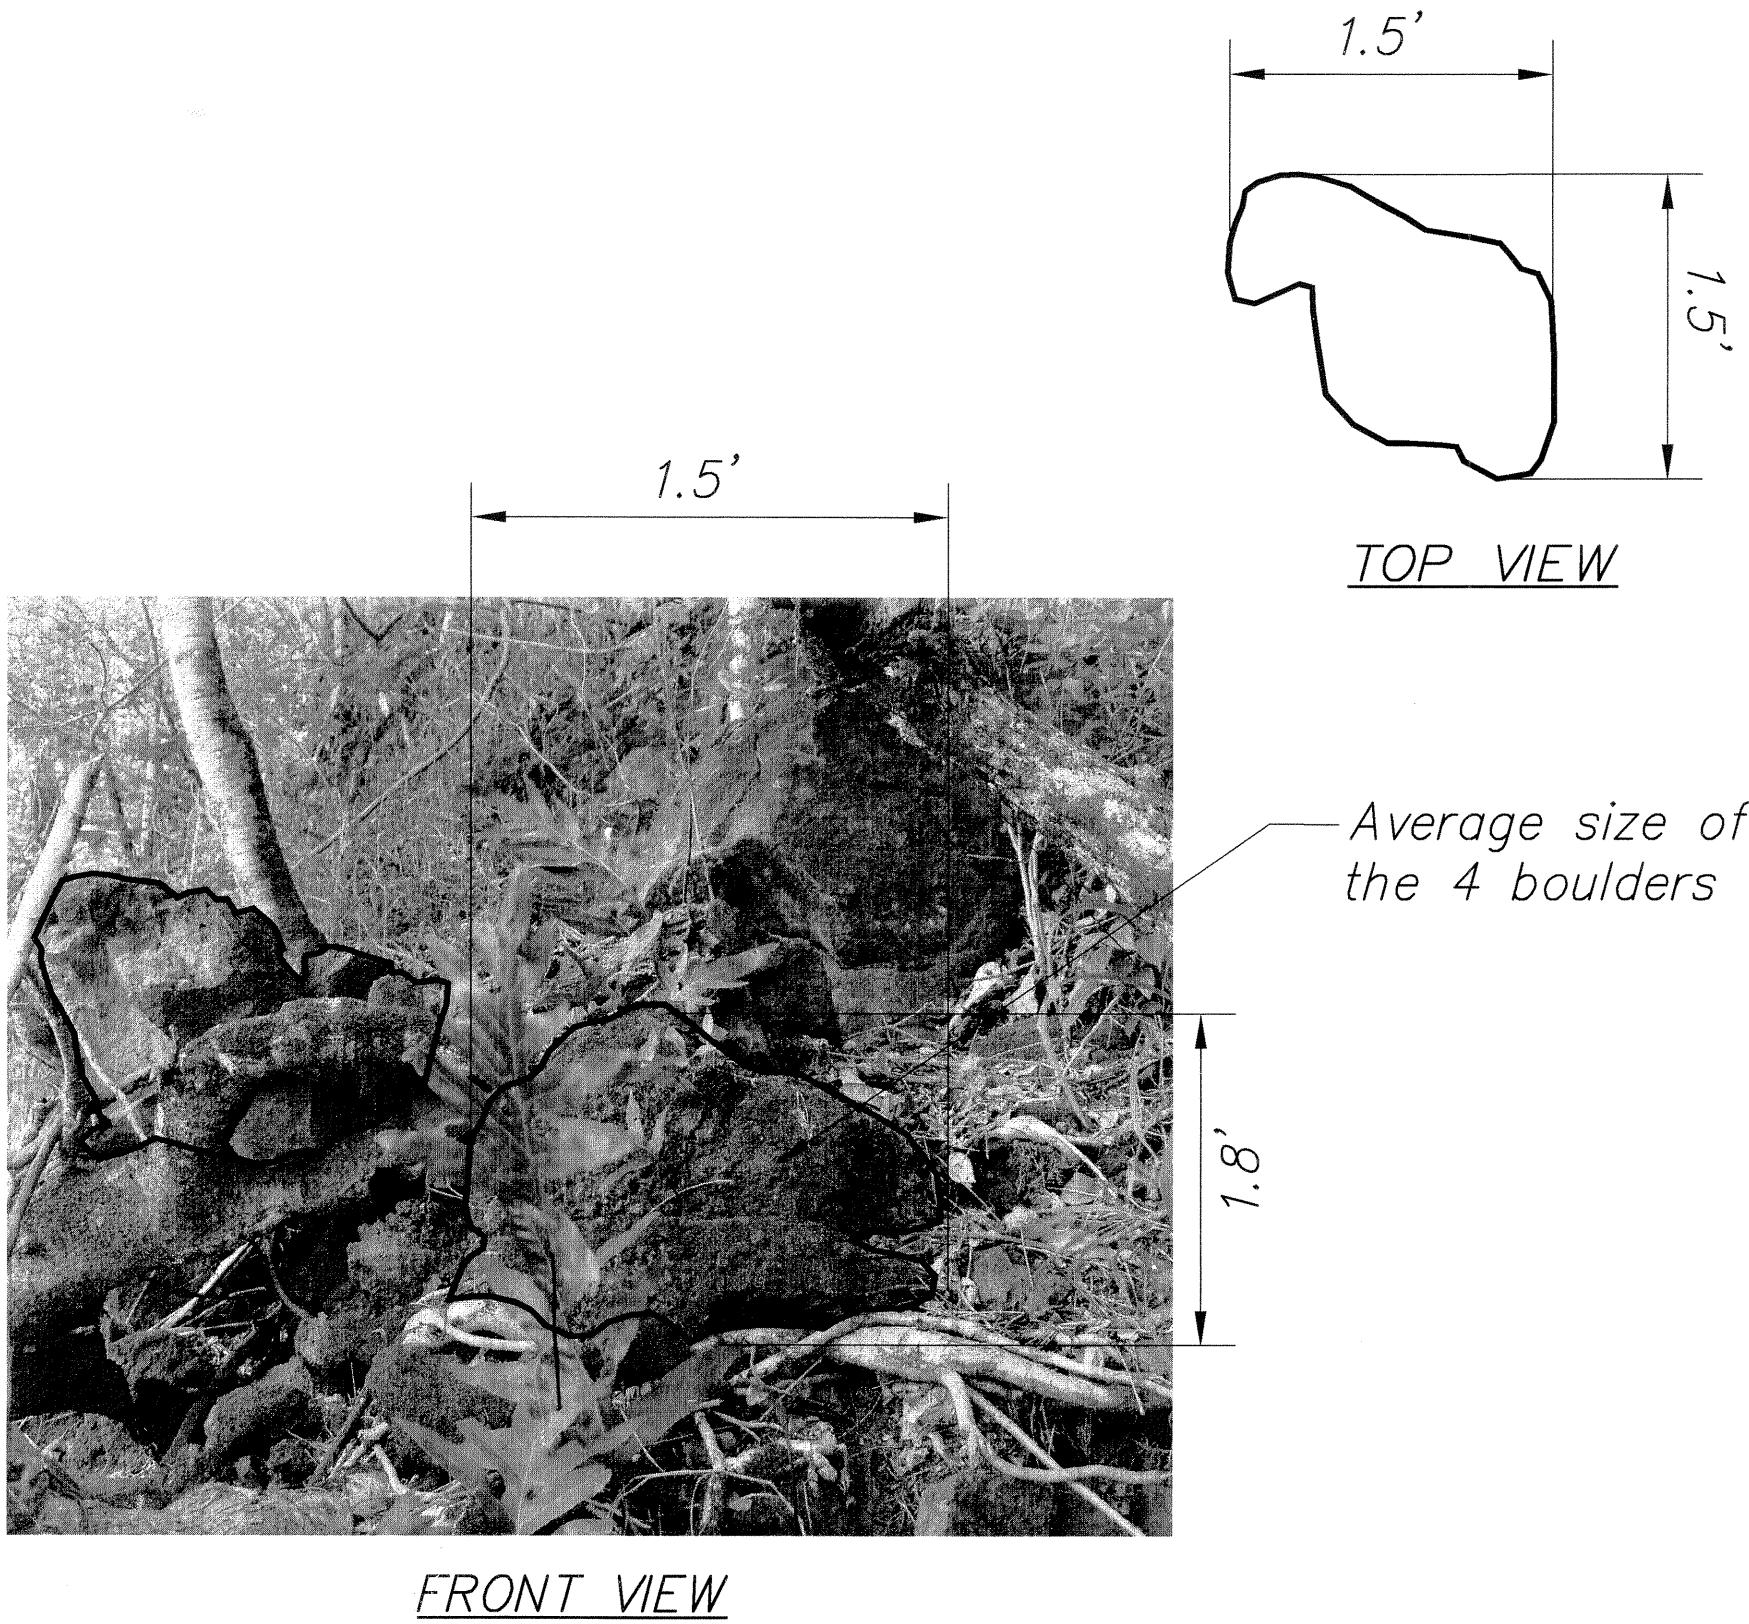 1.5'
1.5'
TOP VIEW
1.5'
Average size of
the 4 boulders
1.8'
FRONT VIEW